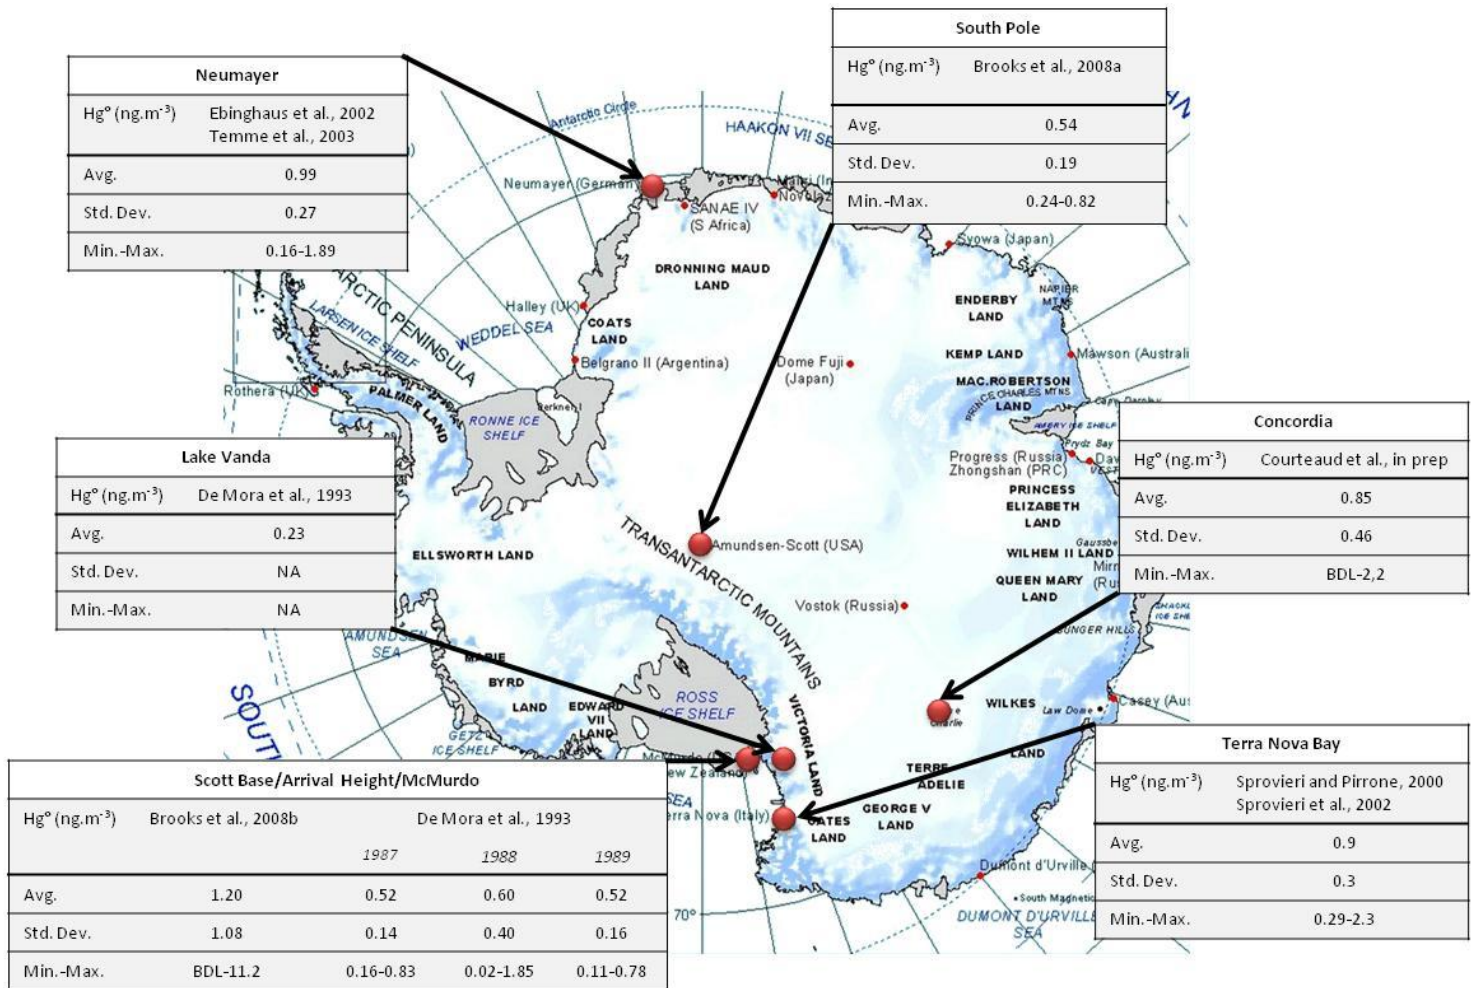 Neumayer
Hg° (ng.m⁻³) Ebinghaus et al., 2002
Temme et al., 2003
Avg. 0.99
Std. Dev. 0.27
Min.-Max. 0.16-1.89
South Pole
Hg° (ng.m⁻³) Brooks et al., 2008a
Avg. 0.54
Std. Dev. 0.19
Min.-Max. 0.24-0.82
Antarctic Circle
HAAKON VII SE
Neumayer (German
SANAE IV
(S Africa)
Novolaz
Syowa (Japan)
DRONNING MAUD
LAND
ENDERBY
LAND
NAPIER
MTNS
ARCTIC PENINSULA
LARSEN ICE SHELF
WEDDEL SEA
Halley (UK)
COATS
LAND
Belgrano II (Argentina)
Dome Fuji
(Japan)
KEMP LAND
Mawson (Australi
MAC.ROBERTSON
LAND
PRINCE CHARLES MTNS
Rothera (UK)
PALMER LAND
RONNE ICE
SHELF
Berkner
AMERY ICE SHELF
Prydz Bay
Progress (Russia)
Zhongshan (PRC)
Dav
PRINCESS
ELIZABETH
LAND
Lake Vanda
Hg° (ng.m⁻³) De Mora et al., 1993
Avg. 0.23
Std. Dev. NA
Min.-Max. NA
Concordia
Hg° (ng.m⁻³) Courteaud et al., in prep
Avg. 0.85
Std. Dev. 0.46
Min.-Max. BDL-2,2
ELLSWORTH LAND
TRANSANTARCTIC MOUNTAINS
Amundsen-Scott (USA)
WILHEM II LAND
QUEEN MARY
LAND
Vostok (Russia)
BUNGER HILLS
AMUNDSEN
SEA
MARIE
BYRD
LAND
EDWARD
VII
LAND
GETZ
ICE SHELF
ROSS
ICE SHELF
VICTORIA LAND
WILKES
LAND
Law Dome
Casey (Aus
TERRE
ADELIE
GEORGE V
LAND
OATES
LAND
erra Nova (Italy)
ew Zealand)
SEA
SOUTH
Dumont d'Urville (
South Magnetic
DUMONT D'URVILLE
SEA
70°
Scott Base/Arrival Height/McMurdo
Hg° (ng.m⁻³) Brooks et al., 2008b De Mora et al., 1993
1987 1988 1989
Avg. 1.20 0.52 0.60 0.52
Std. Dev. 1.08 0.14 0.40 0.16
Min.-Max. BDL-11.2 0.16-0.83 0.02-1.85 0.11-0.78
Terra Nova Bay
Hg° (ng.m⁻³) Sprovieri and Pirrone, 2000
Sprovieri et al., 2002
Avg. 0.9
Std. Dev. 0.3
Min.-Max. 0.29-2.3